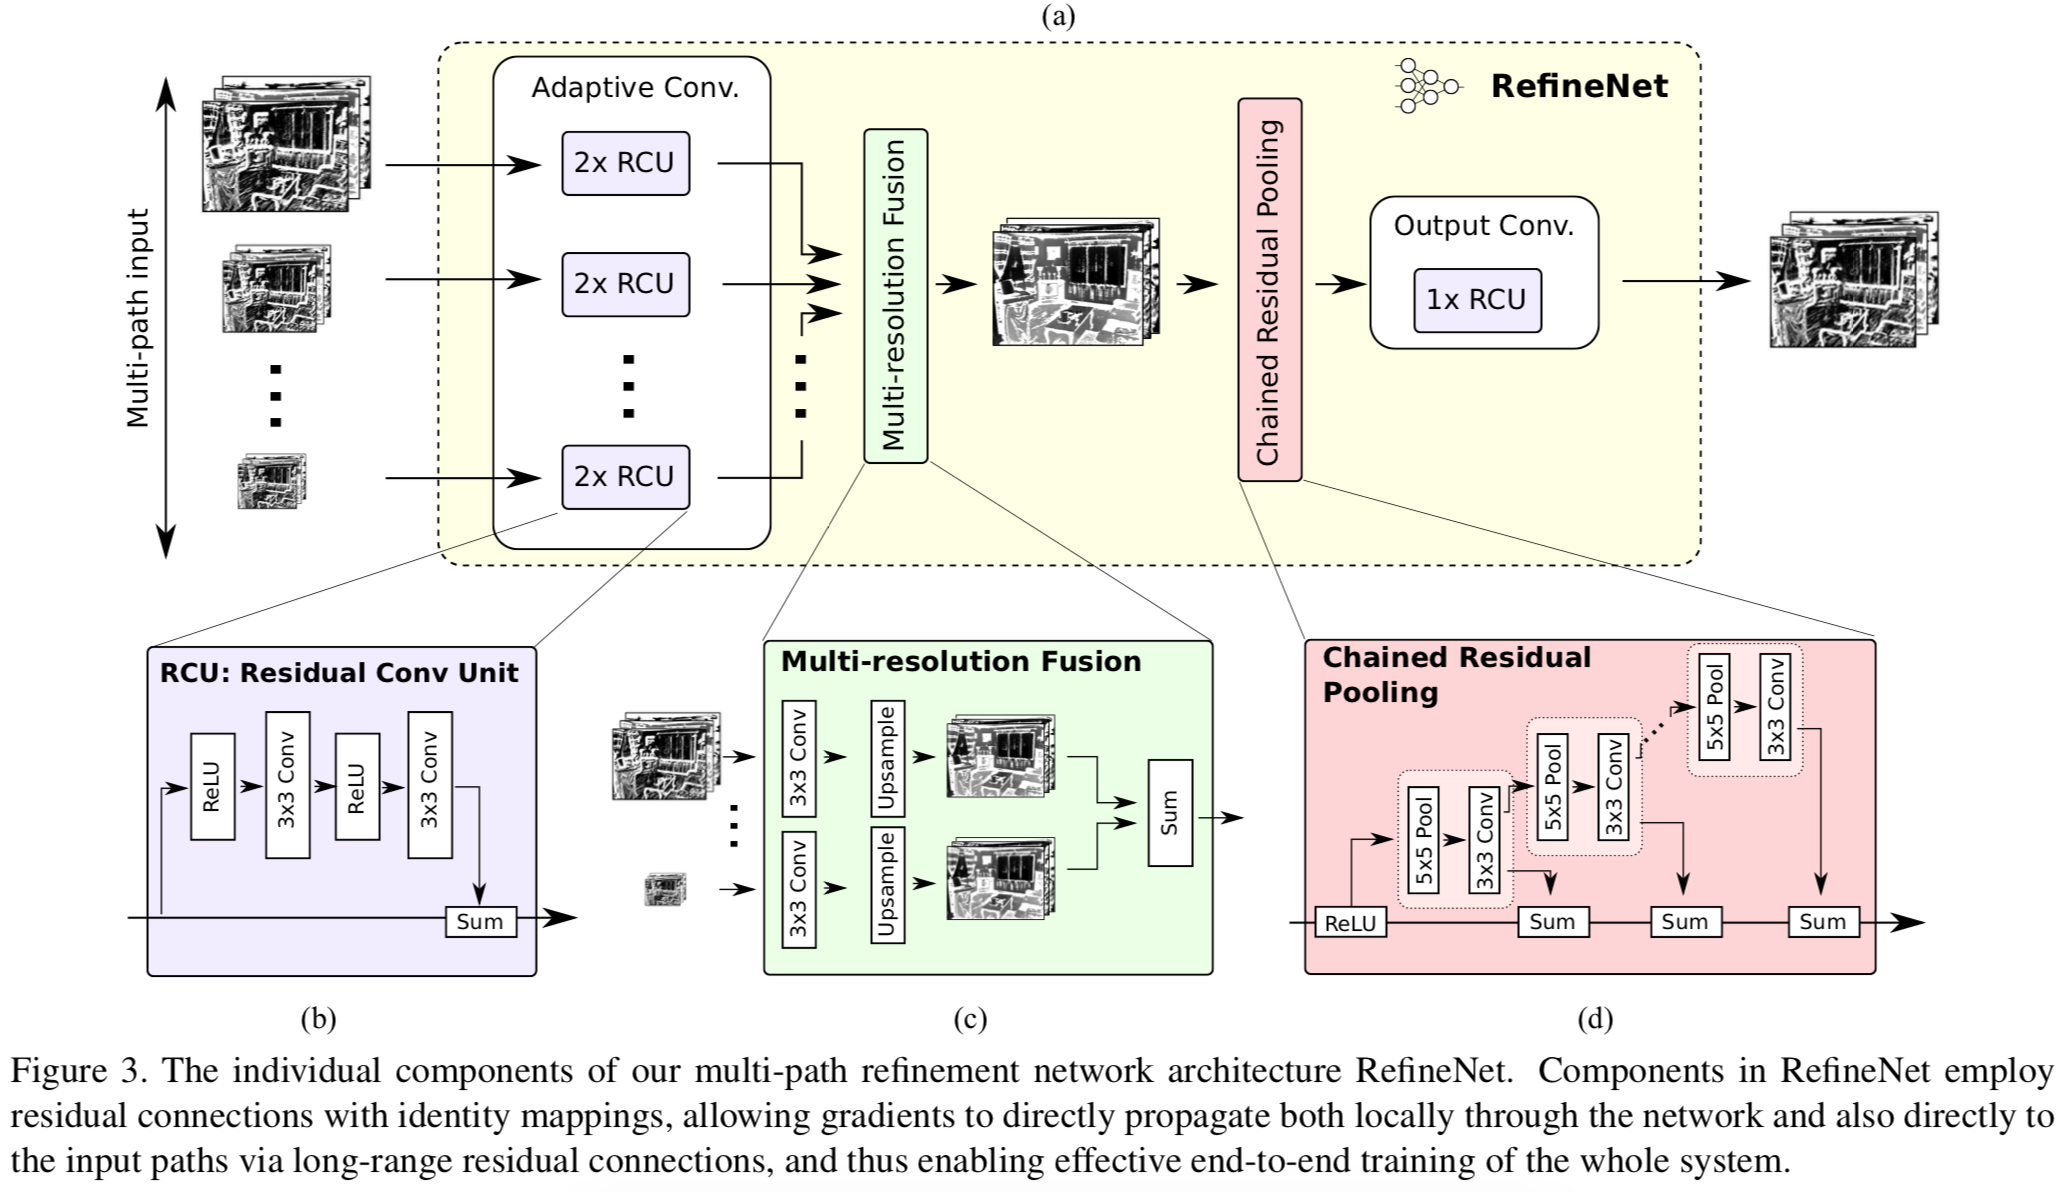 (a)
Multi-path input
Adaptive Conv.
2x RCU
2x RCU
2x RCU
Multi-resolution Fusion
Chained Residual Pooling
RefineNet
Output Conv.
1x RCU
RCU: Residual Conv Unit
ReLU
3x3 Conv
ReLU
3x3 Conv
Sum
Multi-resolution Fusion
3x3 Conv
Upsample
3x3 Conv
Upsample
Sum
Chained Residual
Pooling
ReLU
5x5 Pool
3x3 Conv
Sum
5x5 Pool
3x3 Conv
Sum
5x5 Pool
3x3 Conv
Sum
(b)
(c)
(d)
Figure 3. The individual components of our multi-path refinement network architecture RefineNet. Components in RefineNet employ
residual connections with identity mappings, allowing gradients to directly propagate both locally through the network and also directly to
the input paths via long-range residual connections, and thus enabling effective end-to-end training of the whole system.